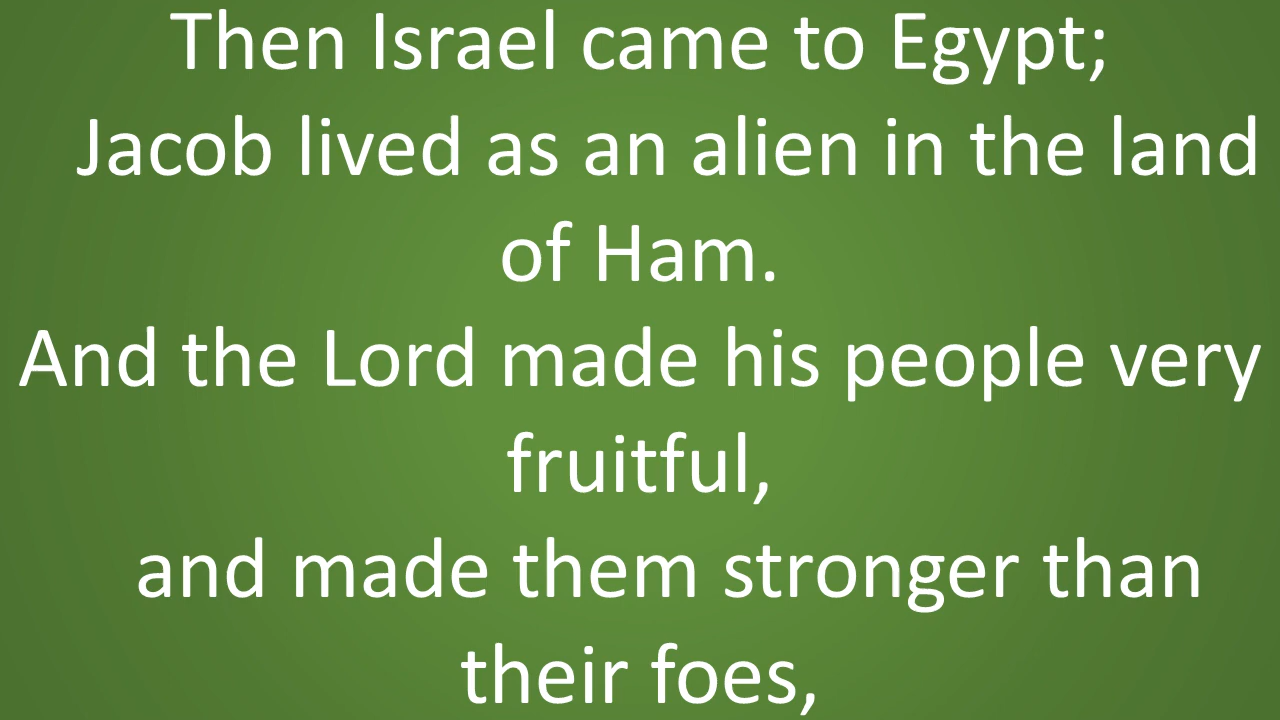 Then Israel came to Egypt;
Jacob lived as an alien in the land
of Ham.
And the Lord made his people very
fruitful,
and made them stronger than
their foes,